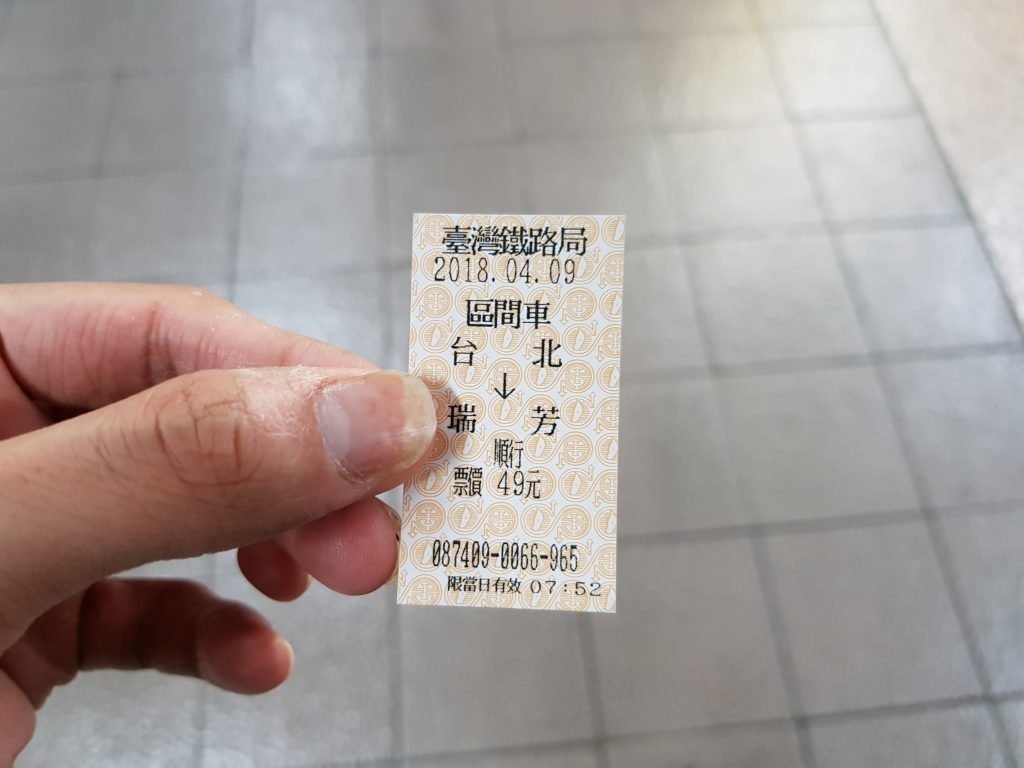 臺灣鐵路局
2018.04.09
區間車
台 北
↓
瑞 芳
順行
票價 49元
087409-0066-965
限當日有效 07:52